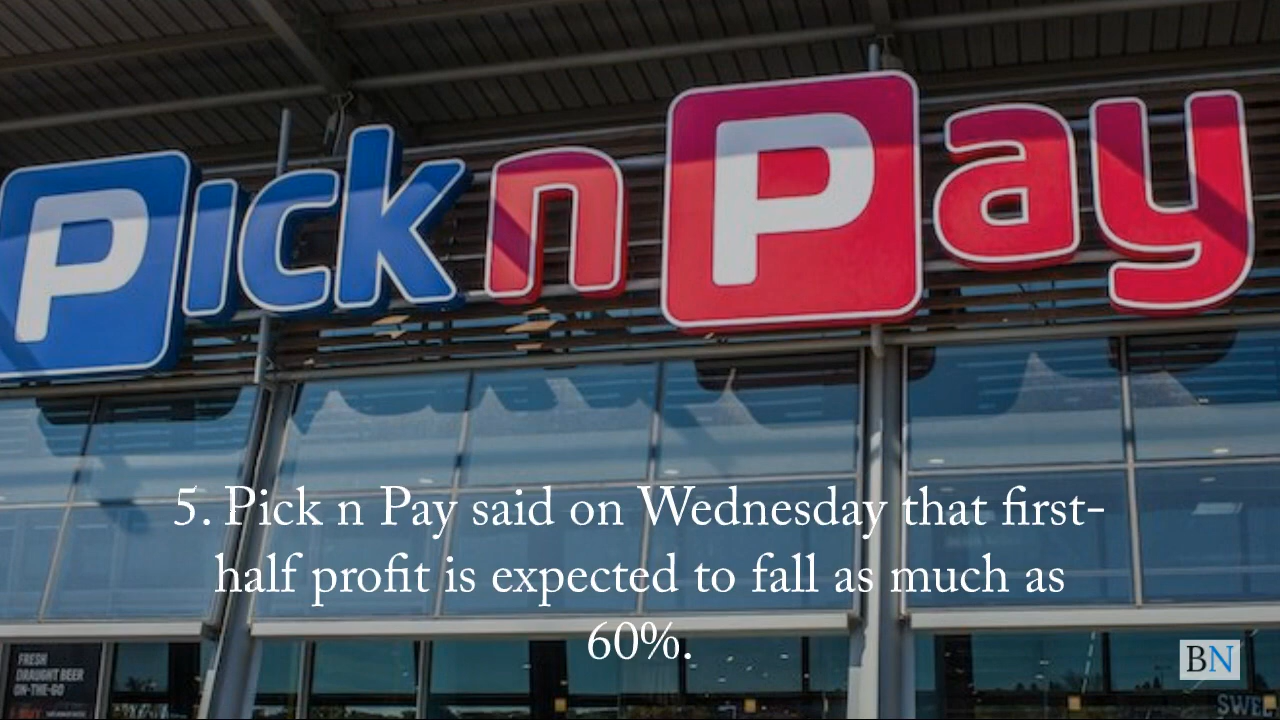 Pick n Pay
5. Pick n Pay said on Wednesday that first-
half profit is expected to fall as much as
60%.
FRESH
DRAUGHT BEER
ON-THE-GO
BN